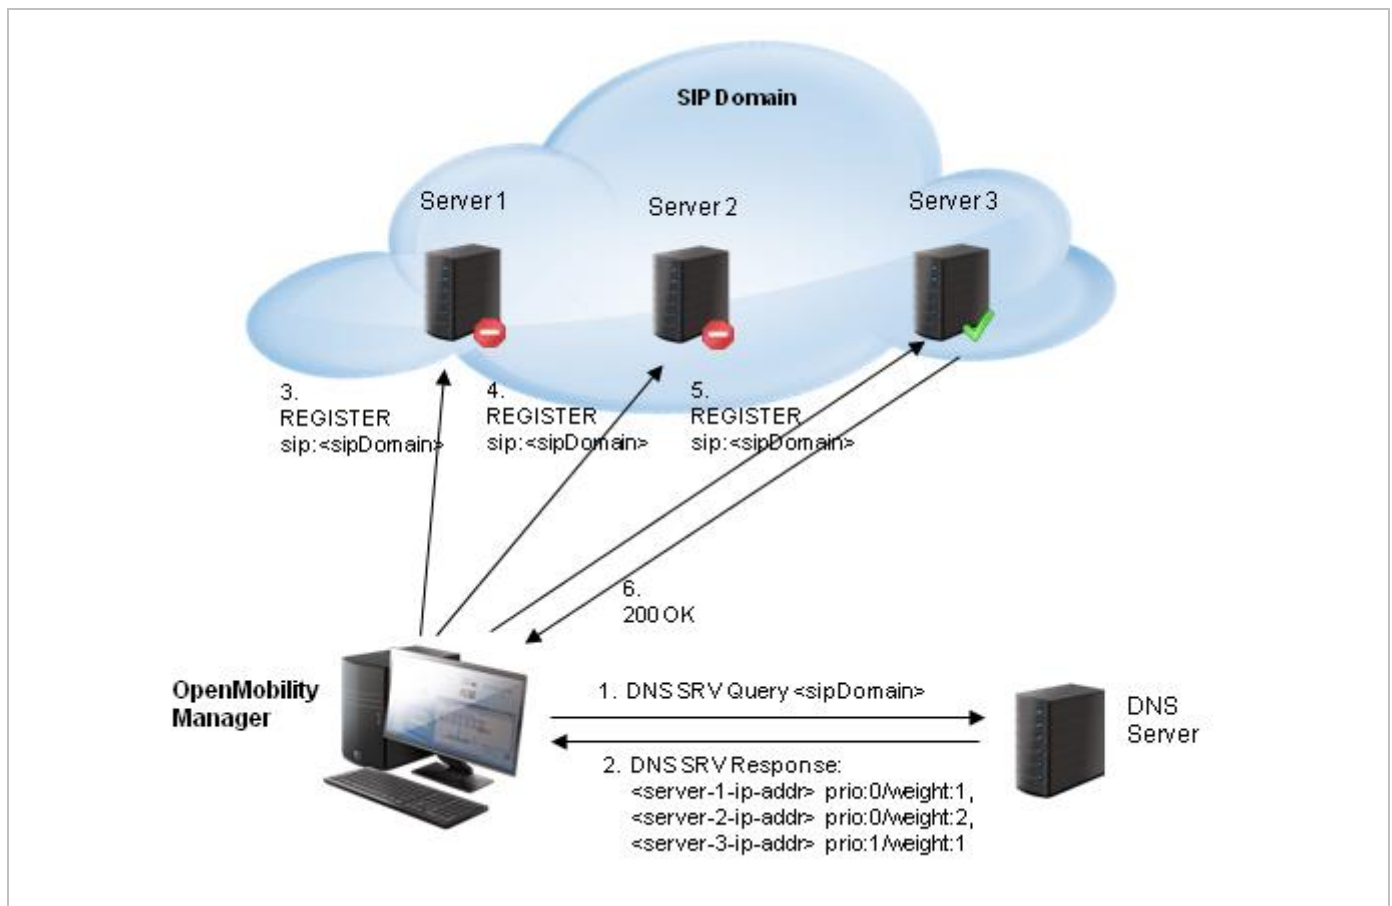 SIP Domain
Server 1
Server 2
Server 3
3.
REGISTER
sip:<sipDomain>
4.
REGISTER
sip:<sipDomain>
5.
REGISTER
sip:<sipDomain>
6.
200 OK
OpenMobility
Manager
1. DNS SRV Query <sipDomain>
DNS
Server
2. DNS SRV Response:
<server-1-ip-addr> prio:0/weight:1,
<server-2-ip-addr> prio:0/weight:2,
<server-3-ip-addr> prio:1/weight:1